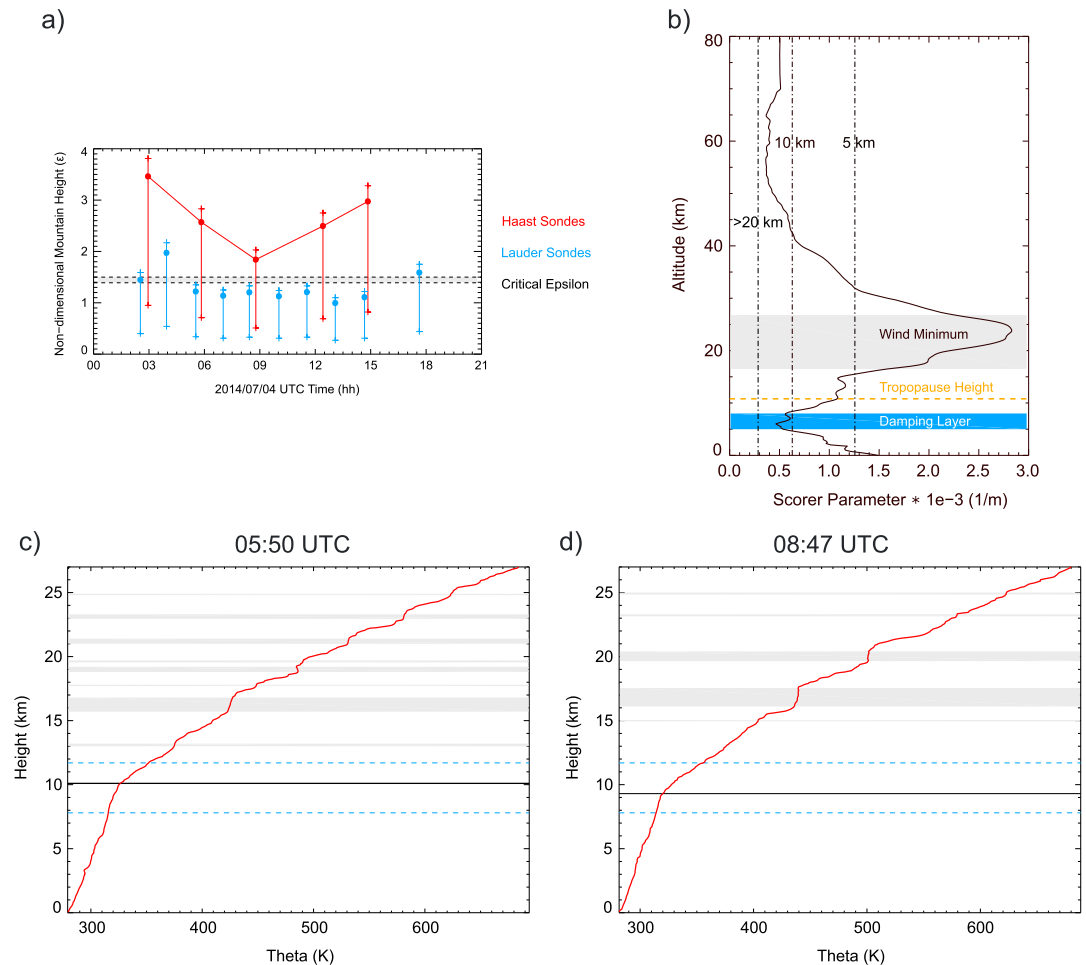 a)
Non−dimensional Mountain Height (ε)
4
3
2
1
0
00 03 06 09 12 15 18 21
2014/07/04 UTC Time (hh)
Haast Sondes
Lauder Sondes
Critical Epsilon
b)
Altitude (km)
80
60
40
20
0
10 km
5 km
>20 km
Wind Minimum
Tropopause Height
Damping Layer
0.0 0.5 1.0 1.5 2.0 2.5 3.0
Scorer Parameter * 1e−3 (1/m)
c)
05:50 UTC
Height (km)
25
20
15
10
5
0
300 400 500 600
Theta (K)
d)
08:47 UTC
Height (km)
25
20
15
10
5
0
300 400 500 600
Theta (K)